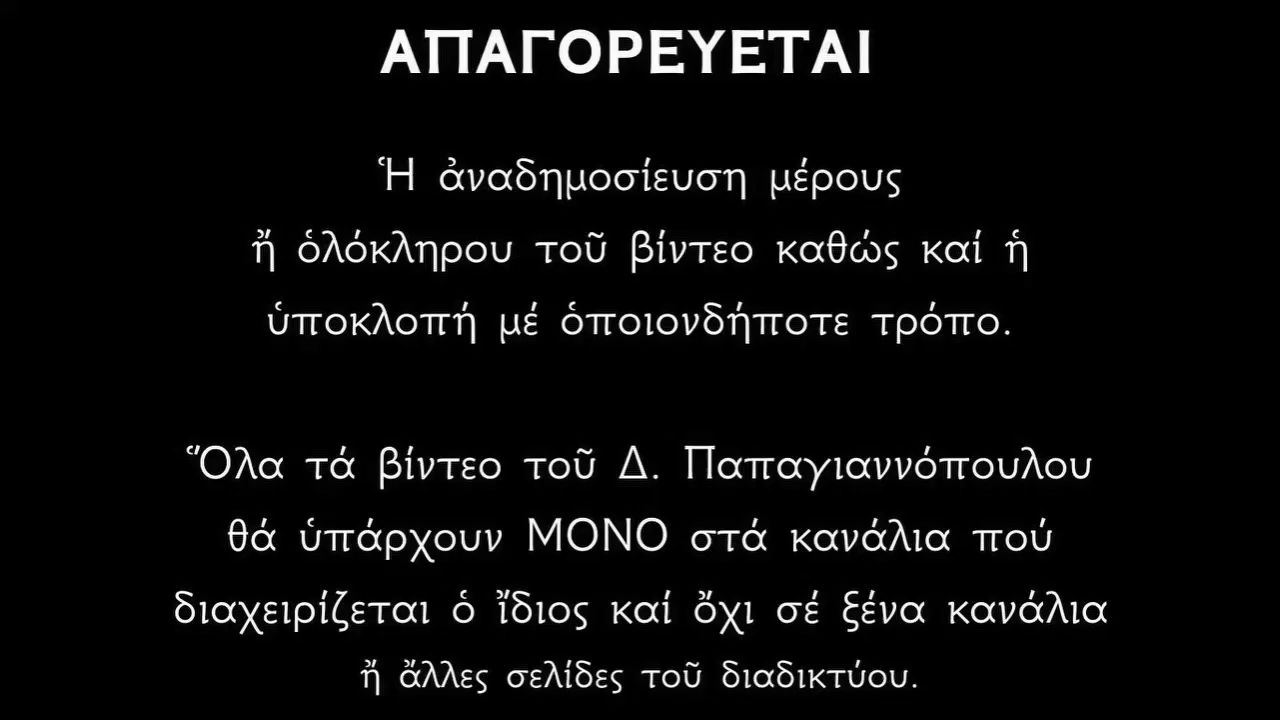 ΑΠΑΓΟΡΕΥΕΤΑΙ
Ἡ ἀναδημοσίευση μέρους
ἤ ὁλόκληρου τοῦ βίντεο καθώς καί ἡ
ὑποκλοπή μέ ὁποιονδήποτε τρόπο.
Ὅλα τά βίντεο τοῦ Δ. Παπαγιαννόπουλου
θά ὑπάρχουν ΜΟΝΟ στά κανάλια πού
διαχειρίζεται ὁ ἴδιος καί ὄχι σέ ξένα κανάλια
ἤ ἄλλες σελίδες τοῦ διαδικτύου.